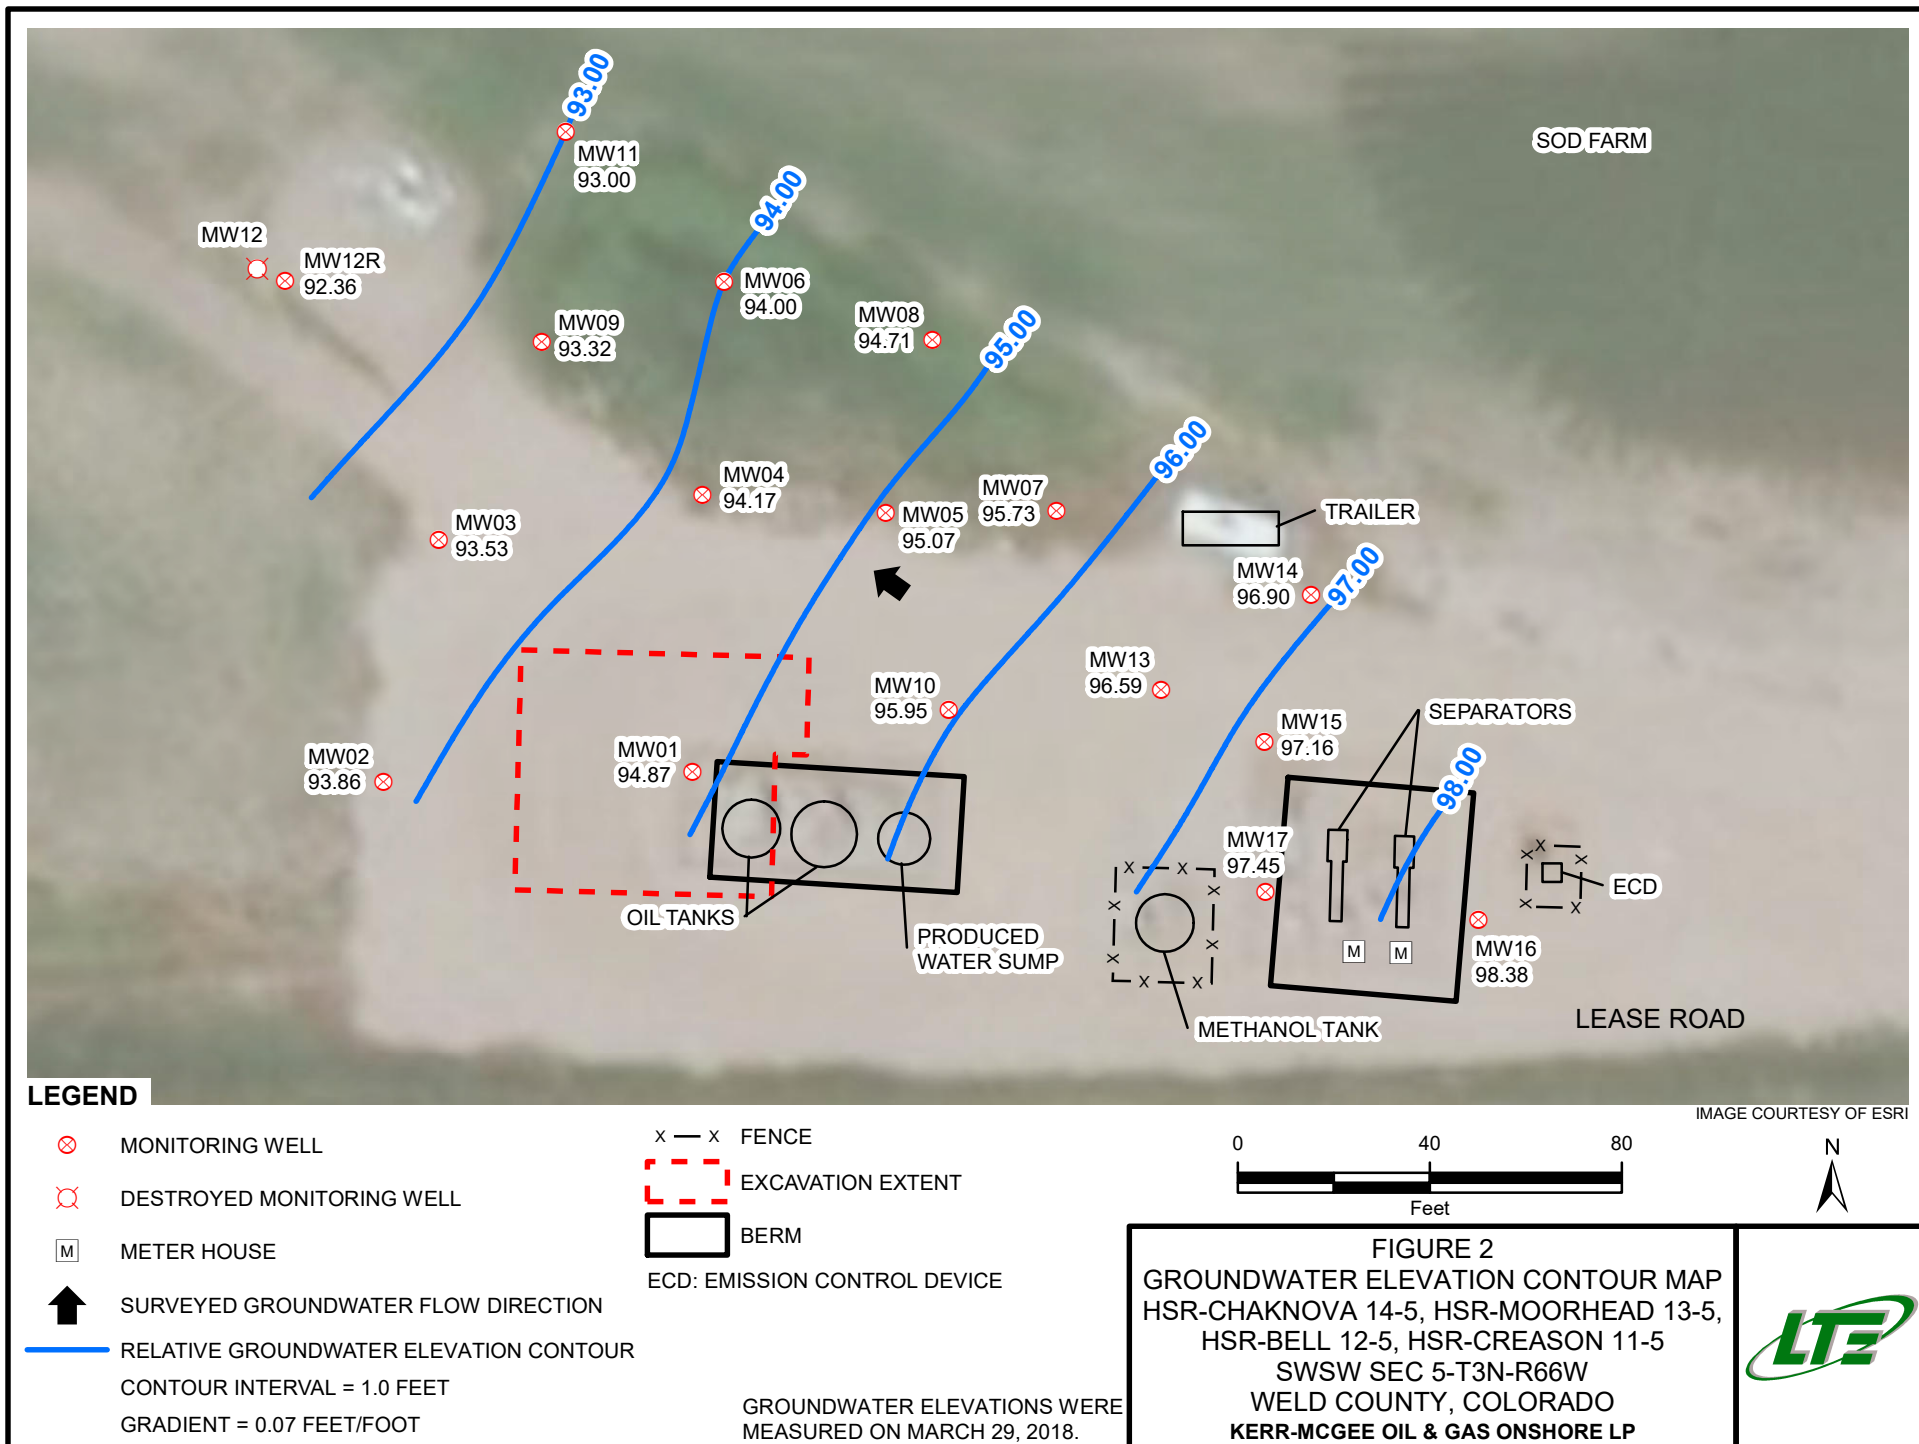 93.00
MW11
93.00
SOD FARM
94.00
MW12
MW12R
92.36
MW06
94.00
MW09
93.32
MW08
94.71
95.00
96.00
MW04
94.17
MW07
95.73
MW05
95.07
TRAILER
MW03
93.53
MW14
96.90
97.00
MW13
96.59
MW10
95.95
SEPARATORS
MW15
97.16
MW02
93.86
MW01
94.87
98.00
MW17
97.45
X X X X X X X X
X X X X X
ECD
OIL TANKS
PRODUCED
WATER SUMP
M M
MW16
98.38
METHANOL TANK
LEASE ROAD
LEGEND
IMAGE COURTESY OF ESRI
MONITORING WELL
DESTROYED MONITORING WELL
M METER HOUSE
SURVEYED GROUNDWATER FLOW DIRECTION
RELATIVE GROUNDWATER ELEVATION CONTOUR
CONTOUR INTERVAL = 1.0 FEET
GRADIENT = 0.07 FEET/FOOT
X X FENCE
EXCAVATION EXTENT
BERM
ECD: EMISSION CONTROL DEVICE
GROUNDWATER ELEVATIONS WERE
MEASURED ON MARCH 29, 2018.
0 40 80
Feet
N
FIGURE 2
GROUNDWATER ELEVATION CONTOUR MAP
HSR-CHAKNOVA 14-5, HSR-MOORHEAD 13-5,
HSR-BELL 12-5, HSR-CREASON 11-5
SWSW SEC 5-T3N-R66W
WELD COUNTY, COLORADO
KERR-MCGEE OIL & GAS ONSHORE LP
LTE